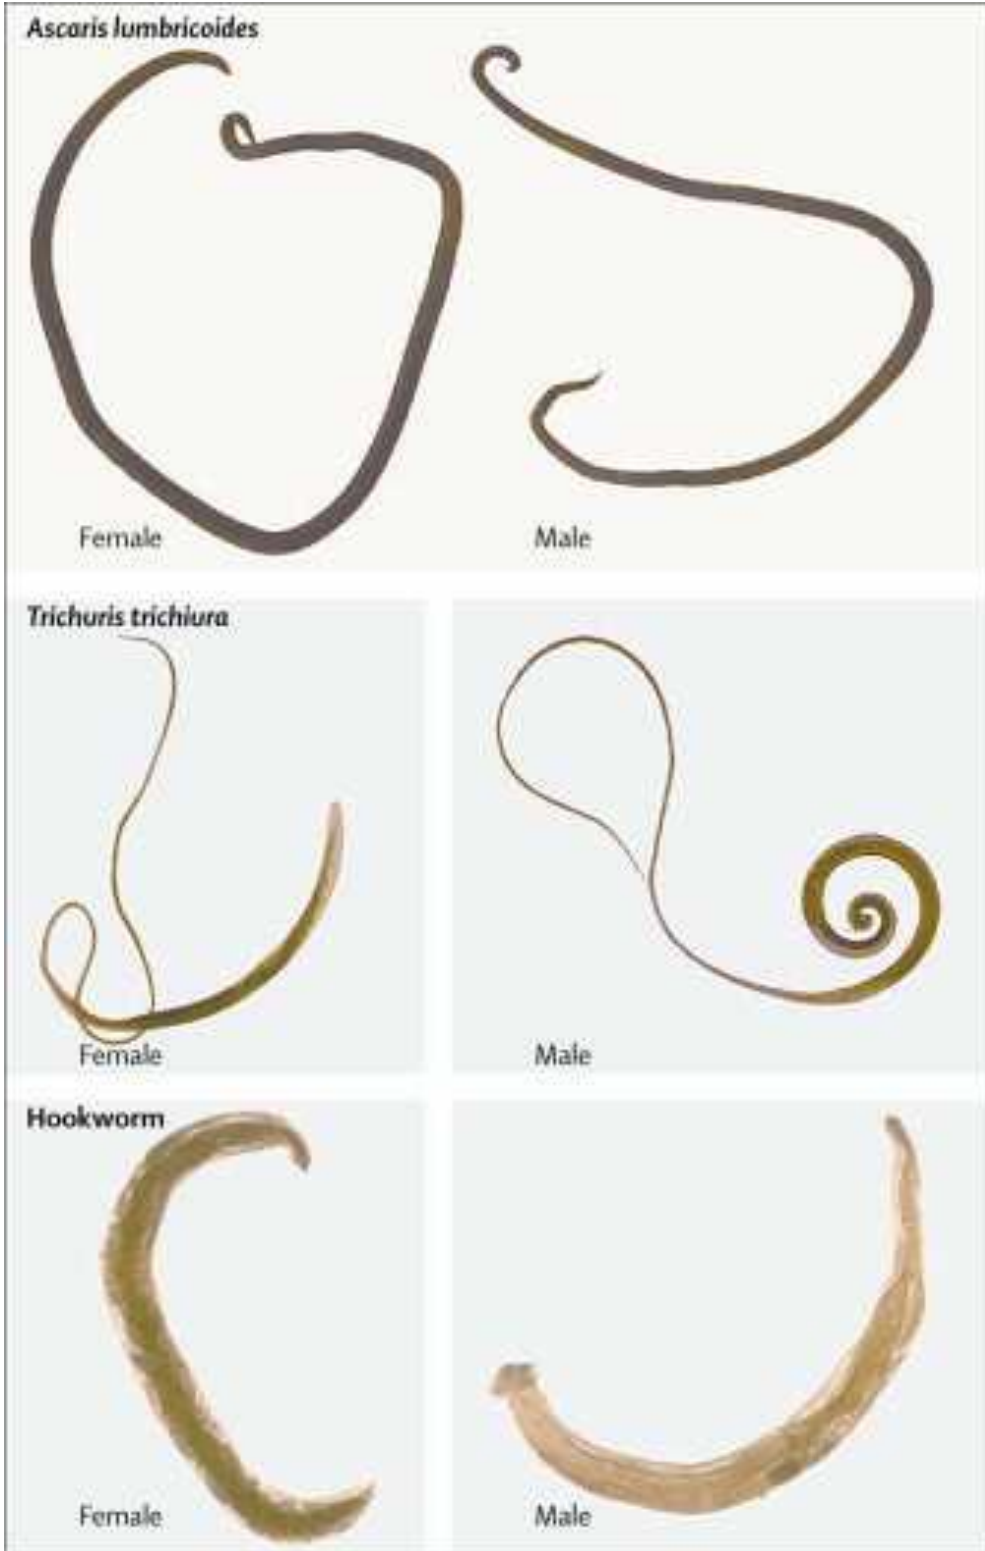 Ascaris lumbricoides
Female
Male
Trichuris trichiura
Female
Male
Hookworm
Female
Male